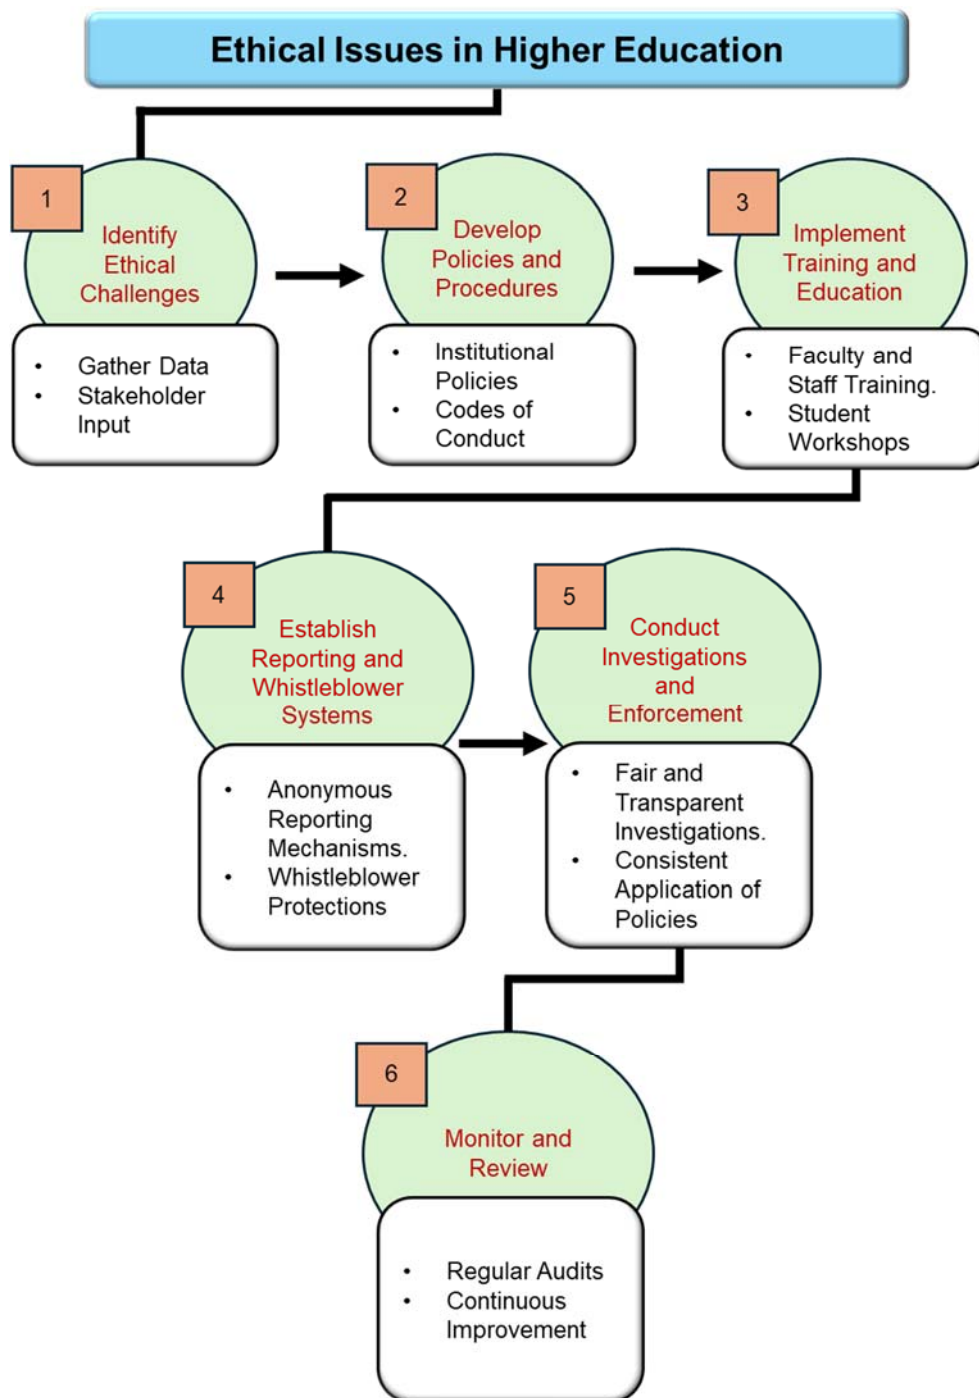 Ethical Issues in Higher Education
1
Identify
Ethical
Challenges
• Gather Data
• Stakeholder
Input
2
Develop
Policies and
Procedures
• Institutional
Policies
• Codes of
Conduct
3
Implement
Training and
Education
• Faculty and
Staff Training.
• Student
Workshops
4
Establish
Reporting and
Whistleblower
Systems
• Anonymous
Reporting
Mechanisms.
• Whistleblower
Protections
5
Conduct
Investigations
and
Enforcement
• Fair and
Transparent
Investigations.
• Consistent
Application of
Policies
6
Monitor and
Review
• Regular Audits
• Continuous
Improvement